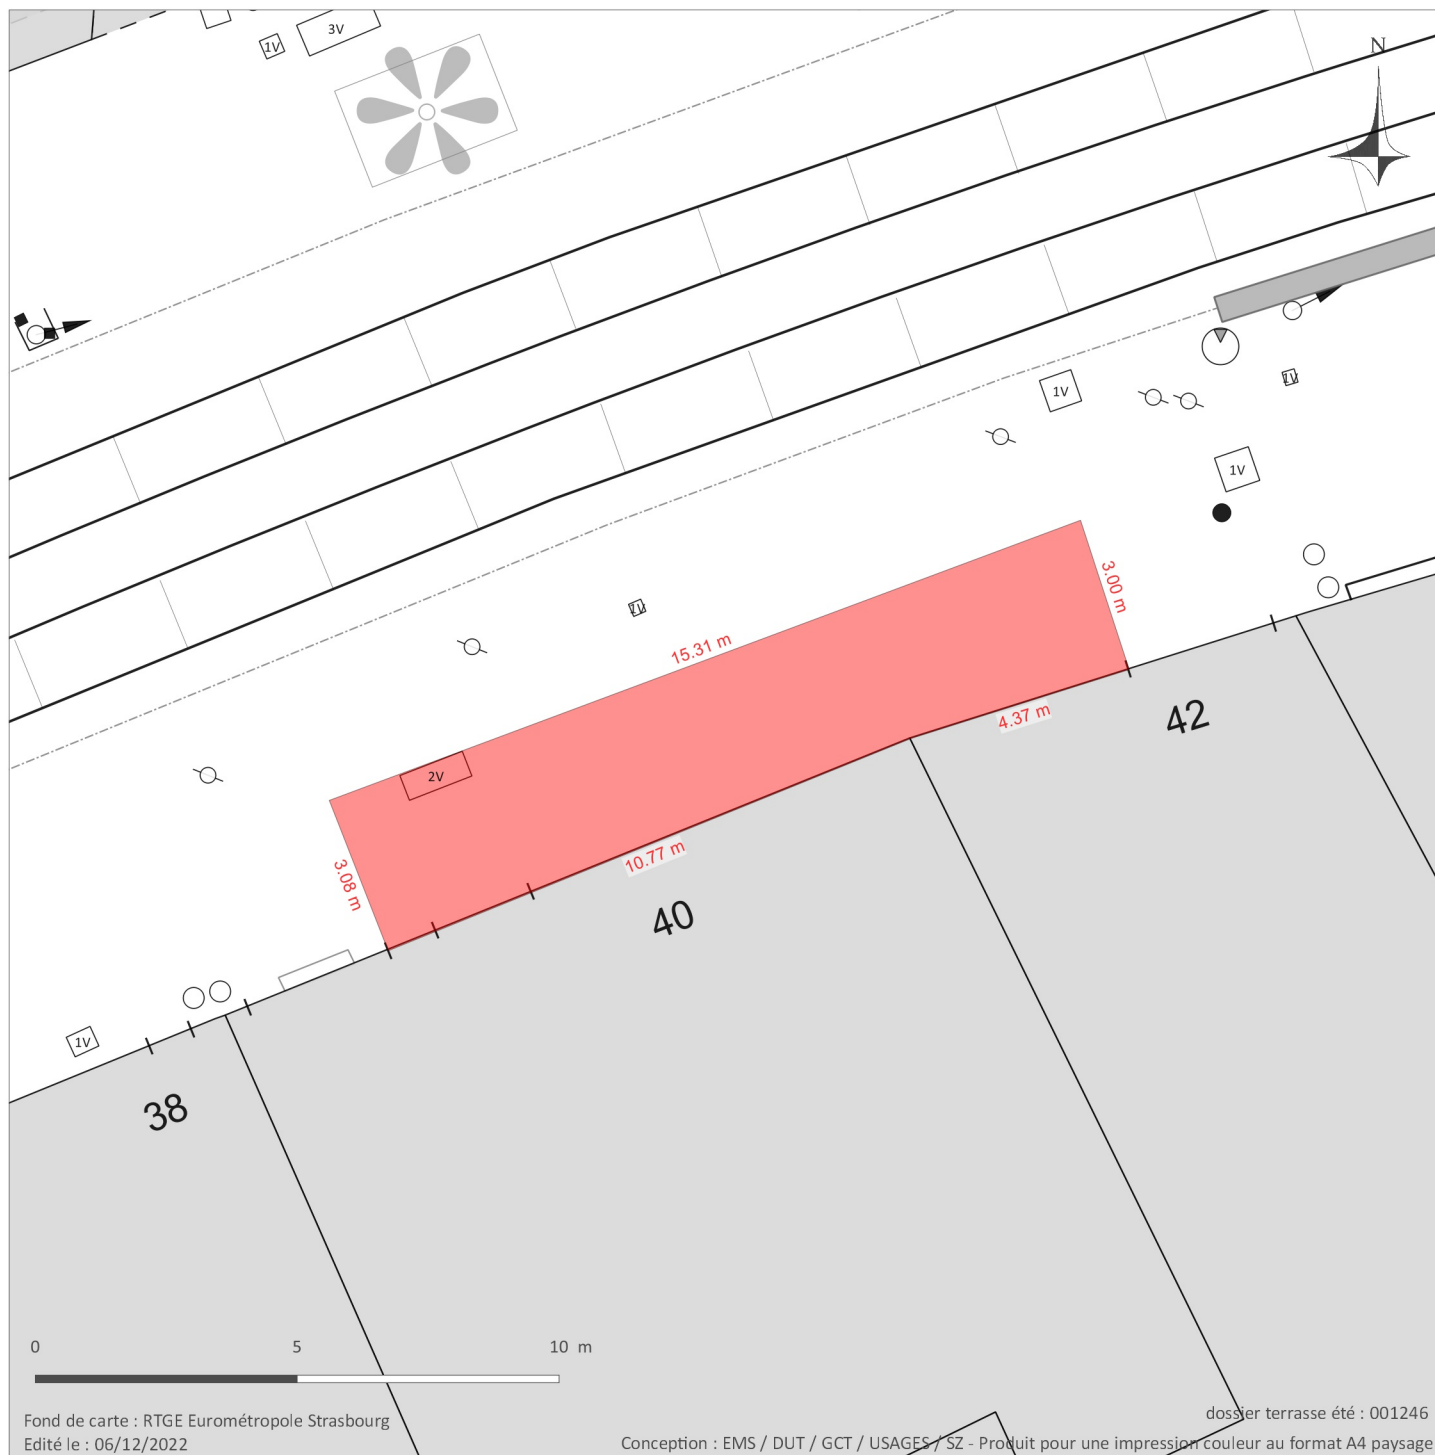 3V
1V
N
1V
1V
1V
3.00 m
1V
15.31 m
2V
42
4.37 m
10.77 m
3.08 m
40
1V
38
0 5 10 m
Fond de carte : RTGE Eurométropole Strasbourg
Edité le : 06/12/2022
dossier terrasse été : 001246
Conception : EMS / DUT / GCT / USAGES / SZ - Produit pour une impression couleur au format A4 paysage